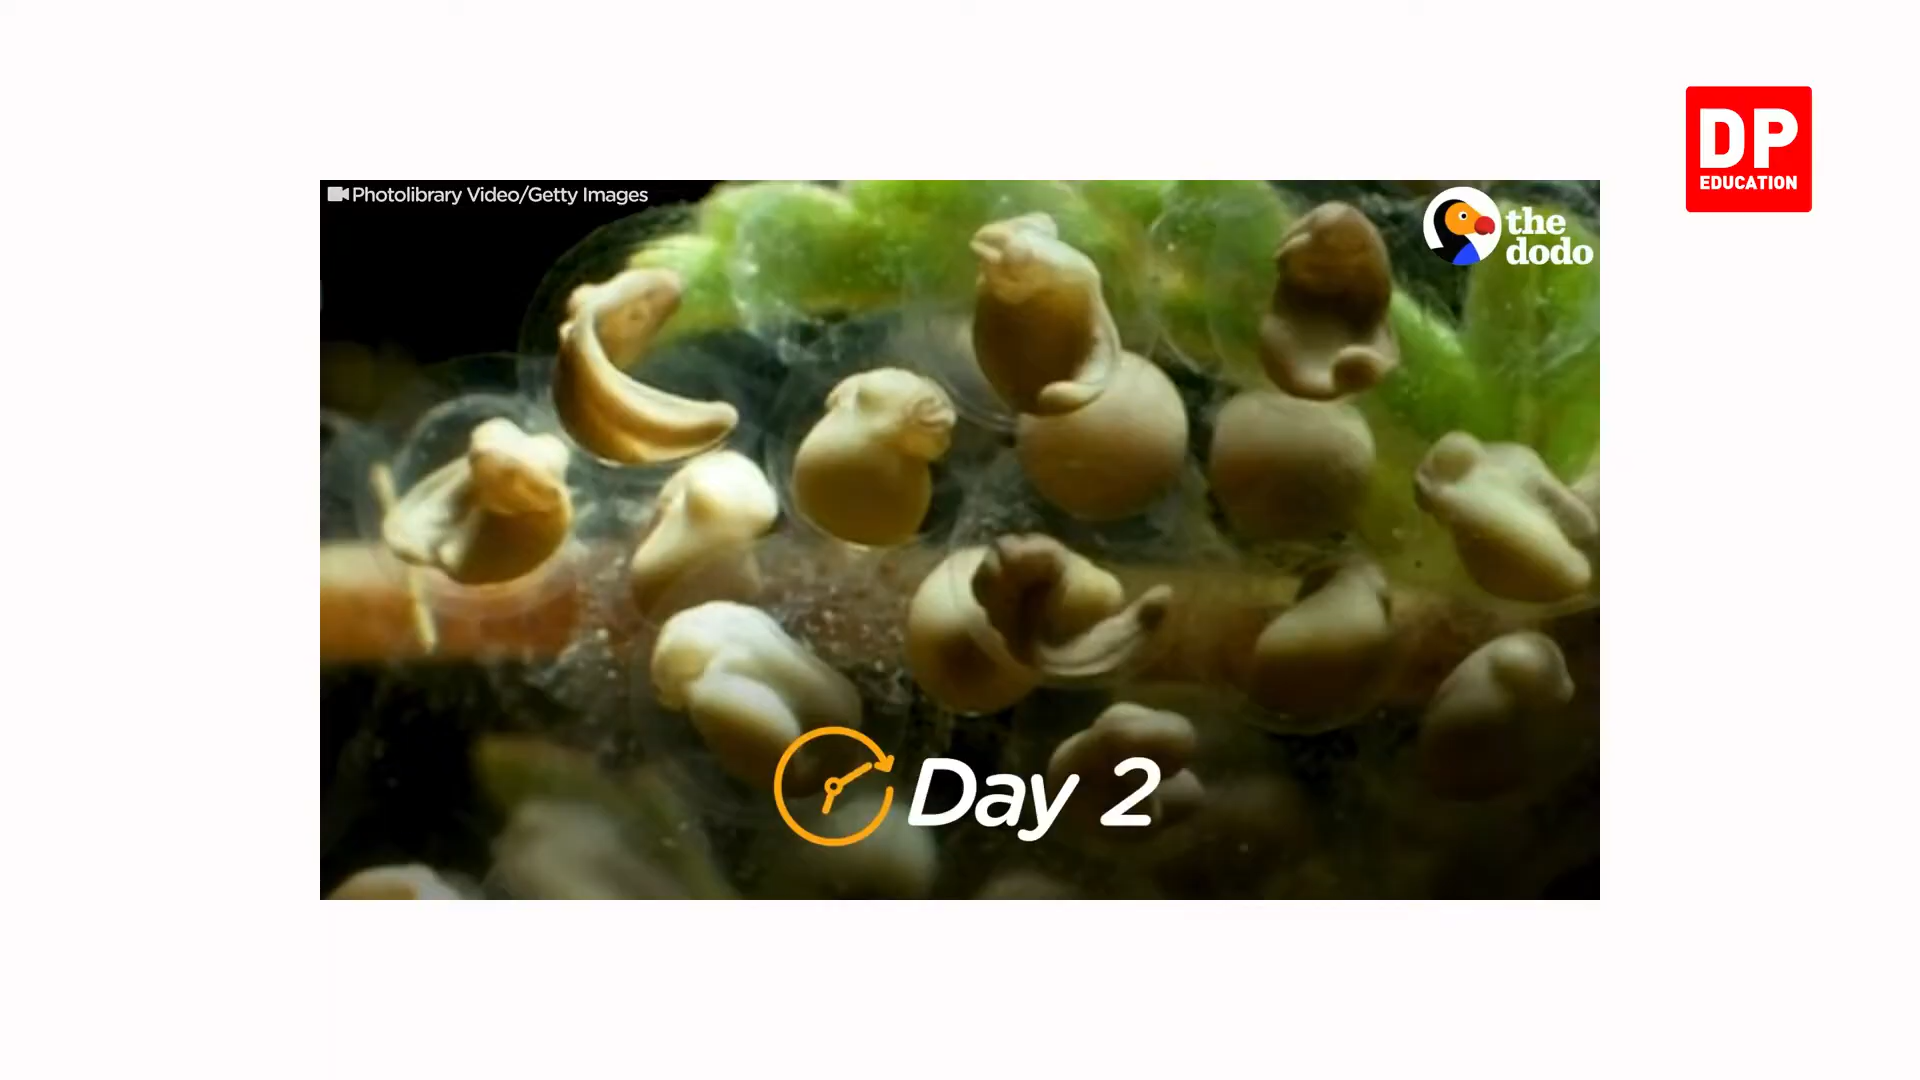 Photolibrary Video/Getty Images
the
dodo
DP
EDUCATION
Day 2